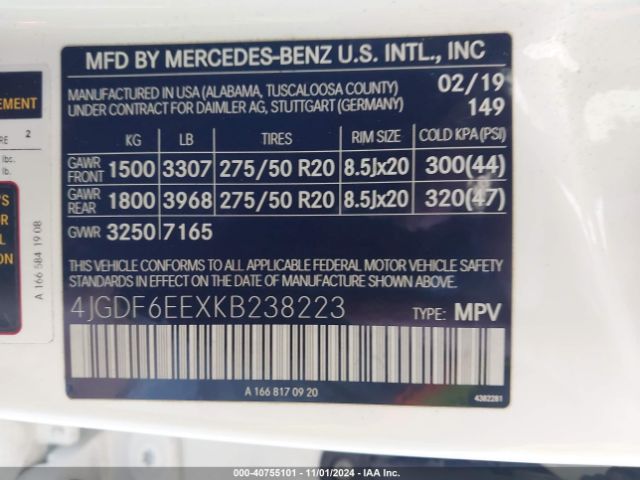 MFD BY MERCEDES-BENZ U.S. INTL., INC
MANUFACTURED IN USA (ALABAMA, TUSCALOOSA COUNTY) 02/19
UNDER CONTRACT FOR DAIMLER AG, STUTTGART (GERMANY) 149
KG LB TIRES RIM SIZE COLD KPA (PSI)
GAWR FRONT 1500 3307 275/50 R20 8.5Jx20 300(44)
GAWR REAR 1800 3968 275/50 R20 8.5Jx20 320(47)
GVWR 3250 7165
THIS VEHICLE CONFORMS TO ALL APPLICABLE FEDERAL MOTOR VEHICLE SAFETY
STANDARDS IN EFFECT ON THE DATE OF MANUFACTURE SHOWN ABOVE.
4JGDF6EEXKB238223 TYPE: MPV
A 166 817 09 20
4382281
EMENT
RE 2
lbc.
lb.
'S
OR
L
ION
A 166 584 19 08
000-40755101 - 11/01/2024 - IAA Inc.